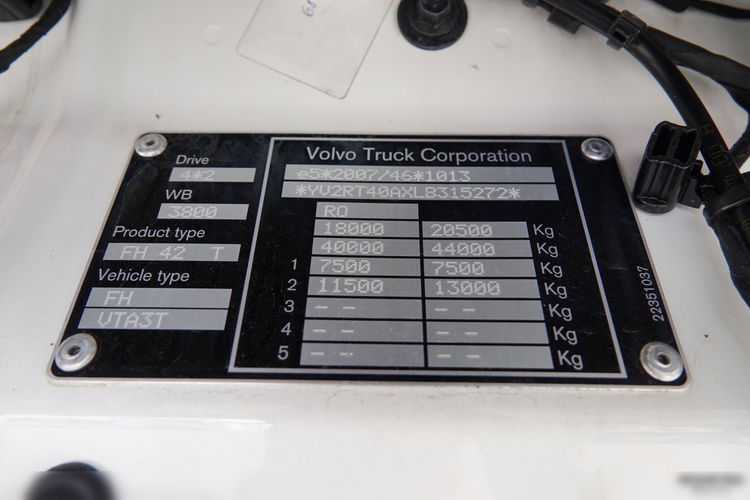 Drive
4*2
WB
3800
Product type
FH 42 T
Vehicle type
FH
VTA3T
Volvo Truck Corporation
e5*2007/46*1013
*YV2RT40AXLB315272*
RO
18000 20500 Kg
40000 44000 Kg
1 7500 7500 Kg
2 11500 13000 Kg
3 -- -- Kg
4 -- -- Kg
5 -- -- Kg
22351037